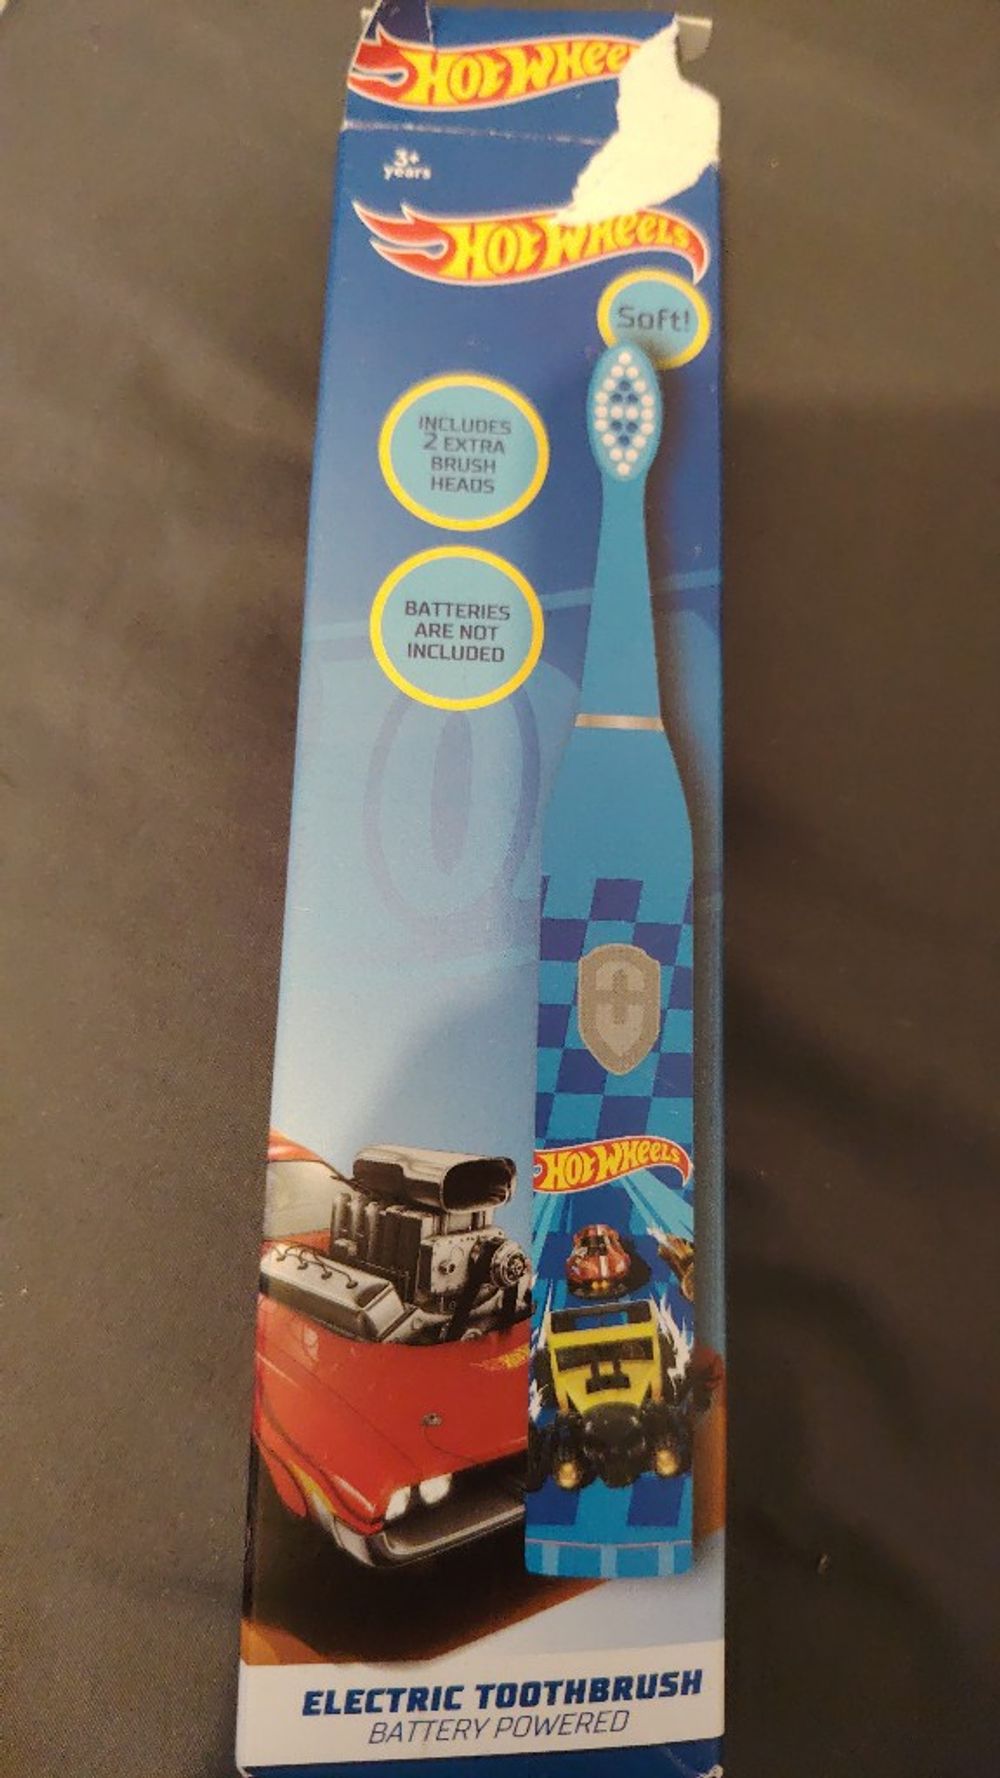 HOT WHEE
3+
years
HOT WHEELS
Soft!
INCLUDES
2 EXTRA
BRUSH
HEADS
BATTERIES
ARE NOT
INCLUDED
HOT WHEELS
ELECTRIC TOOTHBRUSH
BATTERY POWERED